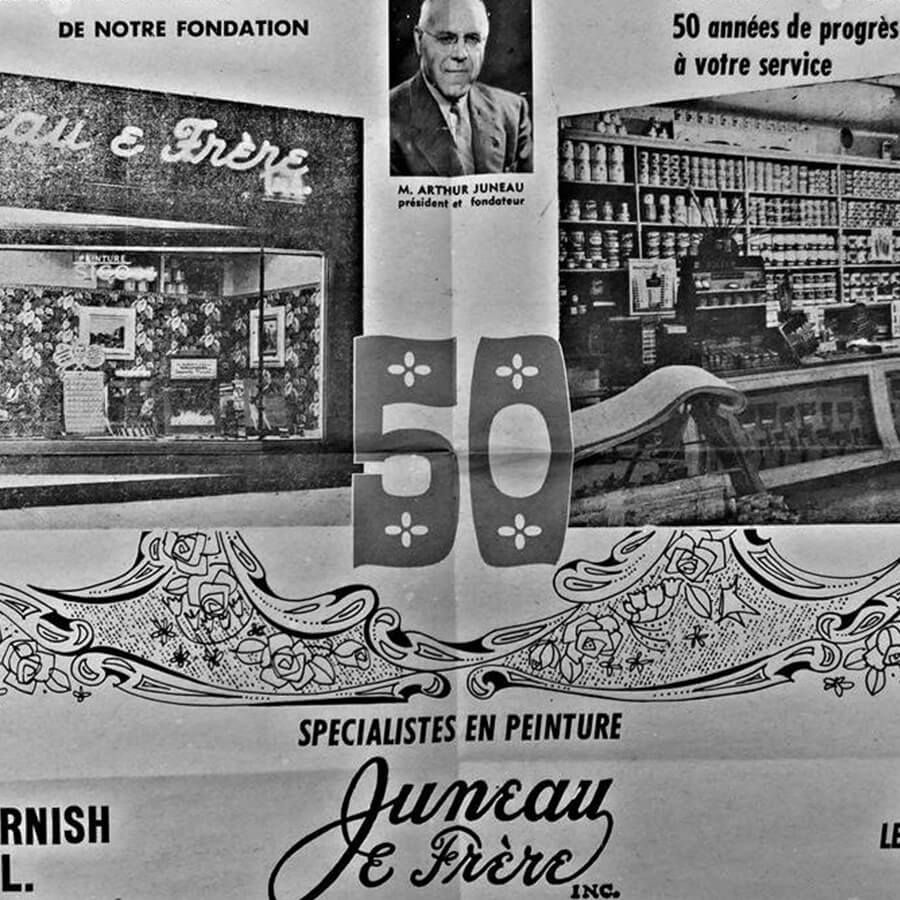 DE NOTRE FONDATION
50 années de progrès
à votre service
eau & Frère
M. ARTHUR JUNEAU
président et fondateur
PEINTURE
SICO
50
SPECIALISTES EN PEINTURE
Juneau
& Frère
INC.
RNISH
L.
LE